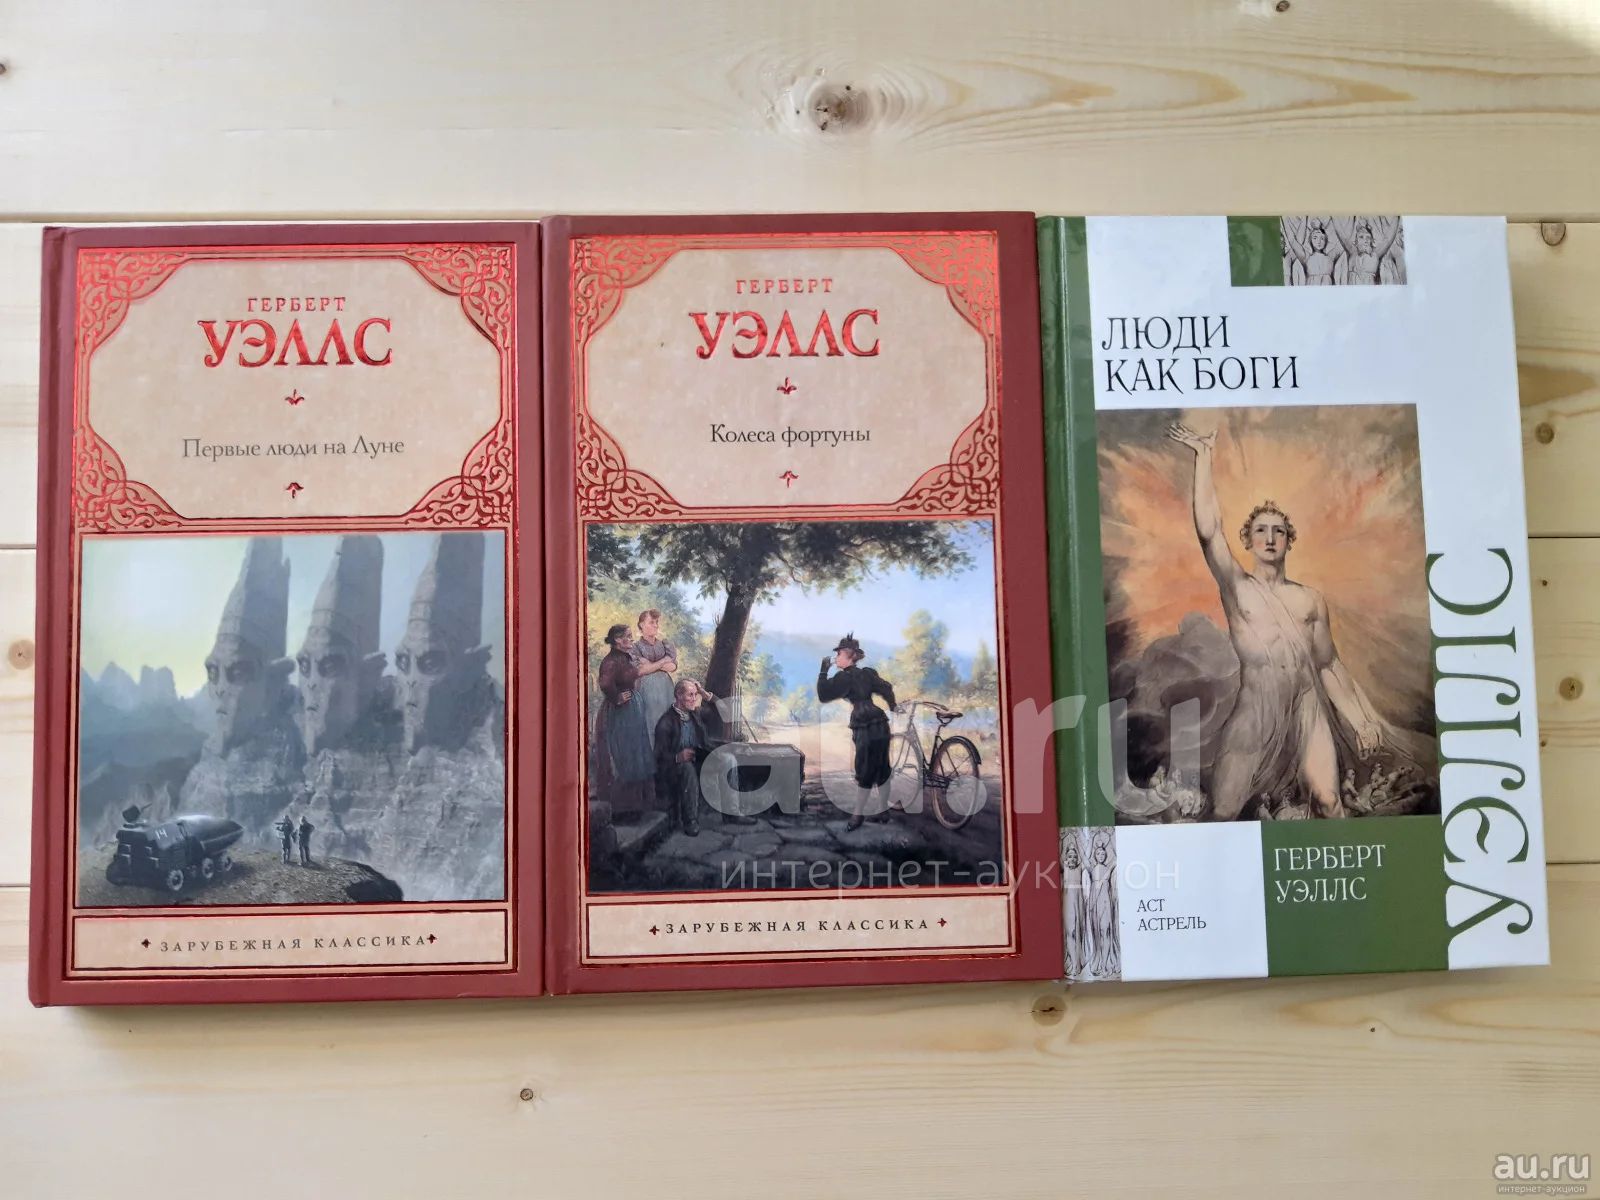 ГЕРБЕРТ
УЭЛЛС
Первые люди на Луне
14
ЗАРУБЕЖНАЯ КЛАССИКА
ГЕРБЕРТ
УЭЛЛС
Колеса фортуны
ЗАРУБЕЖНАЯ КЛАССИКА
ЛЮДИ
КАК БОГИ
УЭЛЛС
ГЕРБЕРТ
УЭЛЛС
АСТ
АСТРЕЛЬ
au.ru
интернет-аукцион
au.ru
интернет-аукцион